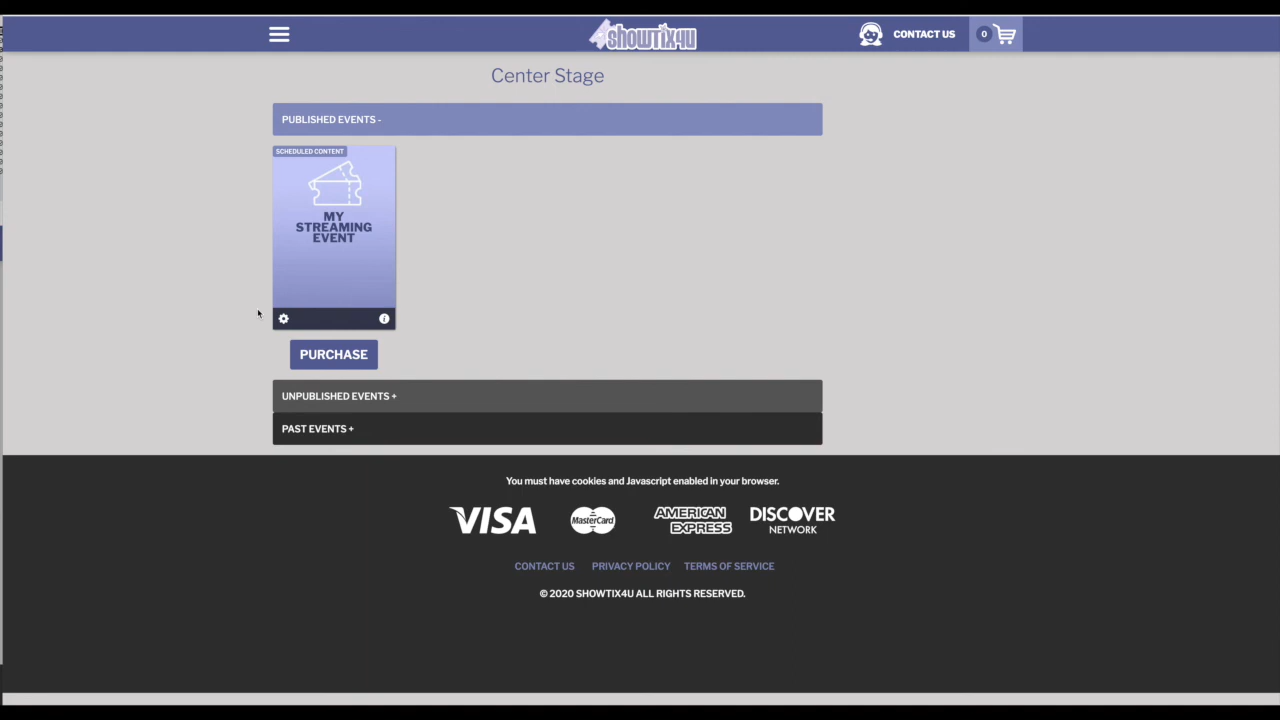 showtix4u
CONTACT US
0
Center Stage
PUBLISHED EVENTS -
SCHEDULED CONTENT
MY
STREAMING
EVENT
PURCHASE
UNPUBLISHED EVENTS +
PAST EVENTS +
You must have cookies and Javascript enabled in your browser.
VISA
MasterCard
AMERICAN
EXPRESS
DISCOVER
NETWORK
CONTACT US PRIVACY POLICY TERMS OF SERVICE
© 2020 SHOWTIX4U ALL RIGHTS RESERVED.